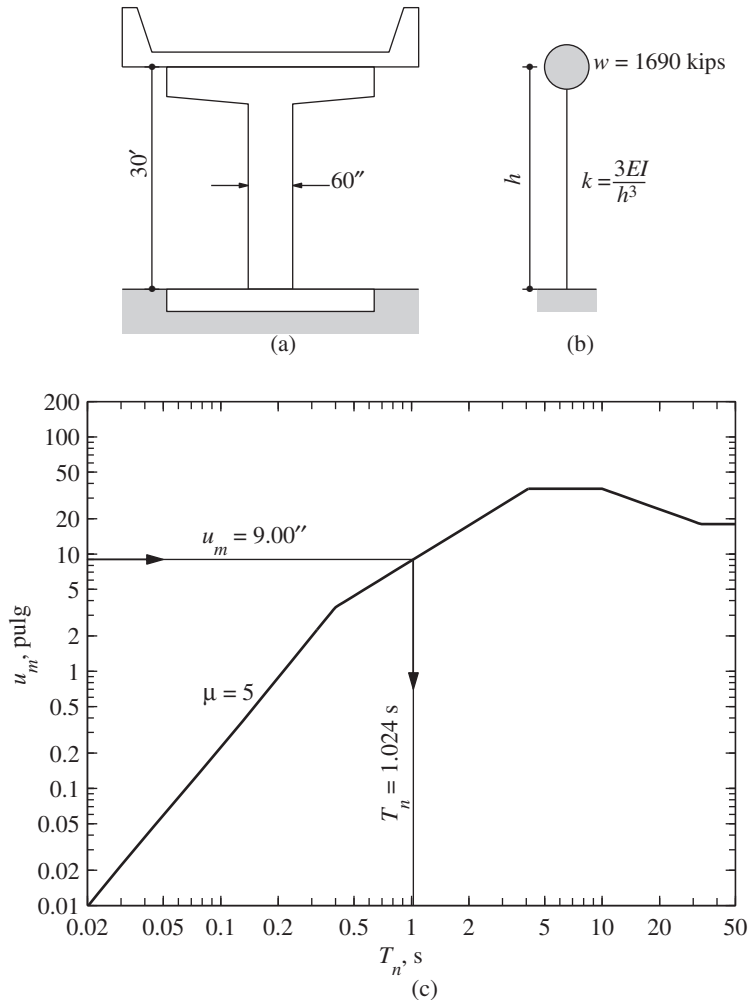 30′
60″
(a)
w = 1690 kips
h
k = 3EI/h³
(b)
200
100
50
20
10
5
2
1
0.5
0.2
0.1
0.05
0.02
0.01
u_m, pulg
u_m = 9.00″
μ = 5
T_n = 1.024 s
0.02
0.05
0.1
0.2
0.5
1
2
5
10
20
50
T_n, s
(c)